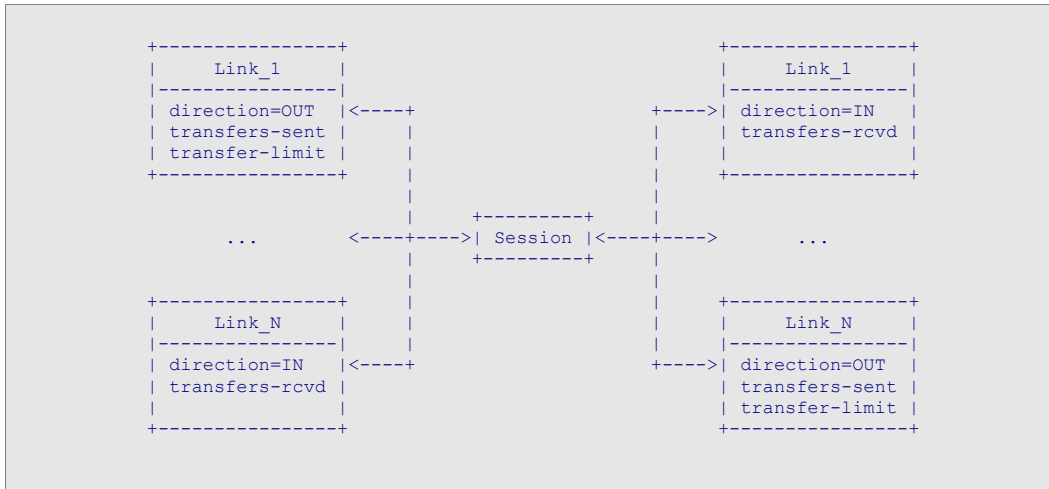 +----------------+                               +----------------+
|     Link_1     |                               |     Link_1     |
|----------------|                               |----------------|
| direction=OUT  |<----+                   +---->| direction=IN   |
| transfers-sent |     |                   |     | transfers-rcvd |
| transfer-limit |     |                   |     |                |
+----------------+     |                   |     +----------------+
                       |                   |
                       |    +---------+    |
      ...        <----+---->| Session |<----+---->      ...
                       |    +---------+    |
                       |                   |
+----------------+     |                   |     +----------------+
|     Link_N     |     |                   |     |     Link_N     |
|----------------|     |                   |     |----------------|
| direction=IN   |<----+                   +---->| direction=OUT  |
| transfers-rcvd |                               | transfers-sent |
|                |                               | transfer-limit |
+----------------+                               +----------------+